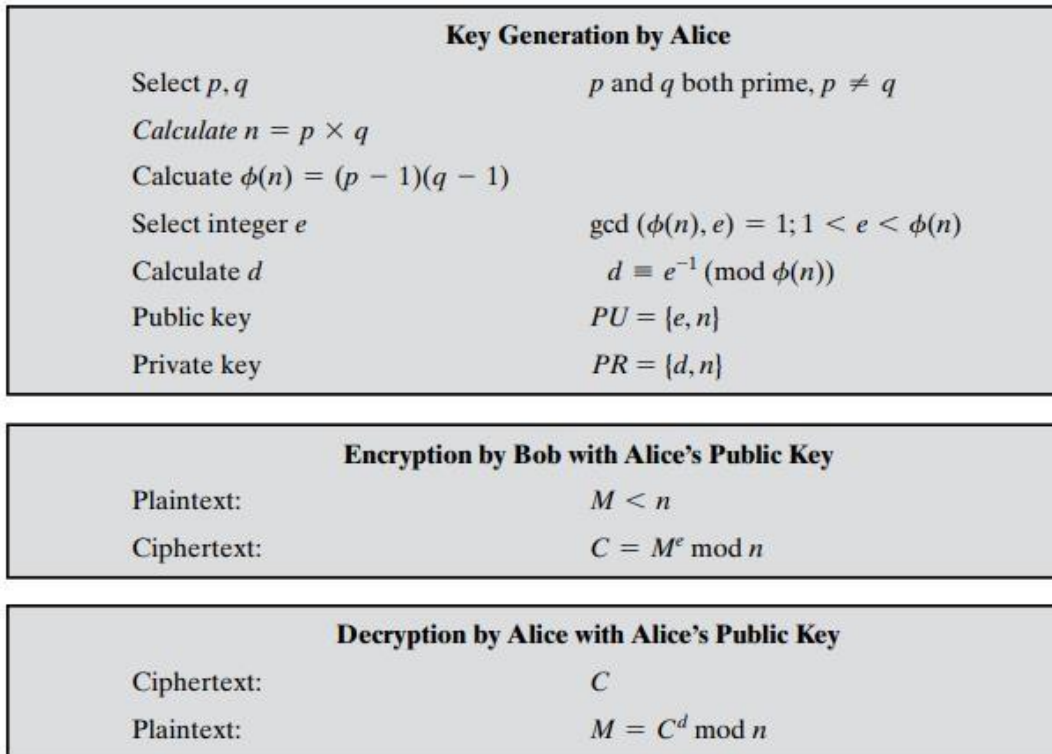 Key Generation by Alice
Select p, q p and q both prime, p ≠ q
Calculate n = p × q
Calcuate ϕ(n) = (p − 1)(q − 1)
Select integer e gcd (ϕ(n), e) = 1; 1 < e < ϕ(n)
Calculate d d ≡ e⁻¹ (mod ϕ(n))
Public key PU = {e, n}
Private key PR = {d, n}
Encryption by Bob with Alice’s Public Key
Plaintext: M < n
Ciphertext: C = Mᵉ mod n
Decryption by Alice with Alice’s Public Key
Ciphertext: C
Plaintext: M = Cᵈ mod n